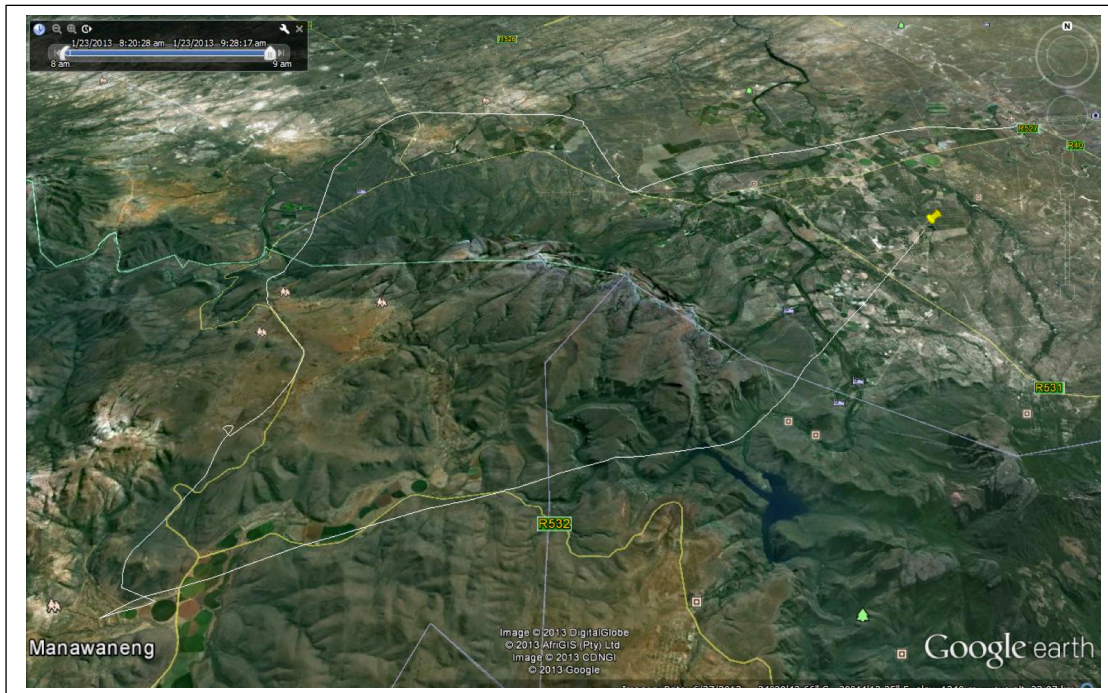 1/23/2013 - 8:20:28 am - 1/23/2013 - 9:28:17 am
8 am
9 am
N
R527
R40
R531
R532
Manawaneng
Image © 2013 DigitalGlobe
© 2013 AfriGIS (Pty) Ltd.
Image © 2013 CDNGI
© 2013 Google
Google earth